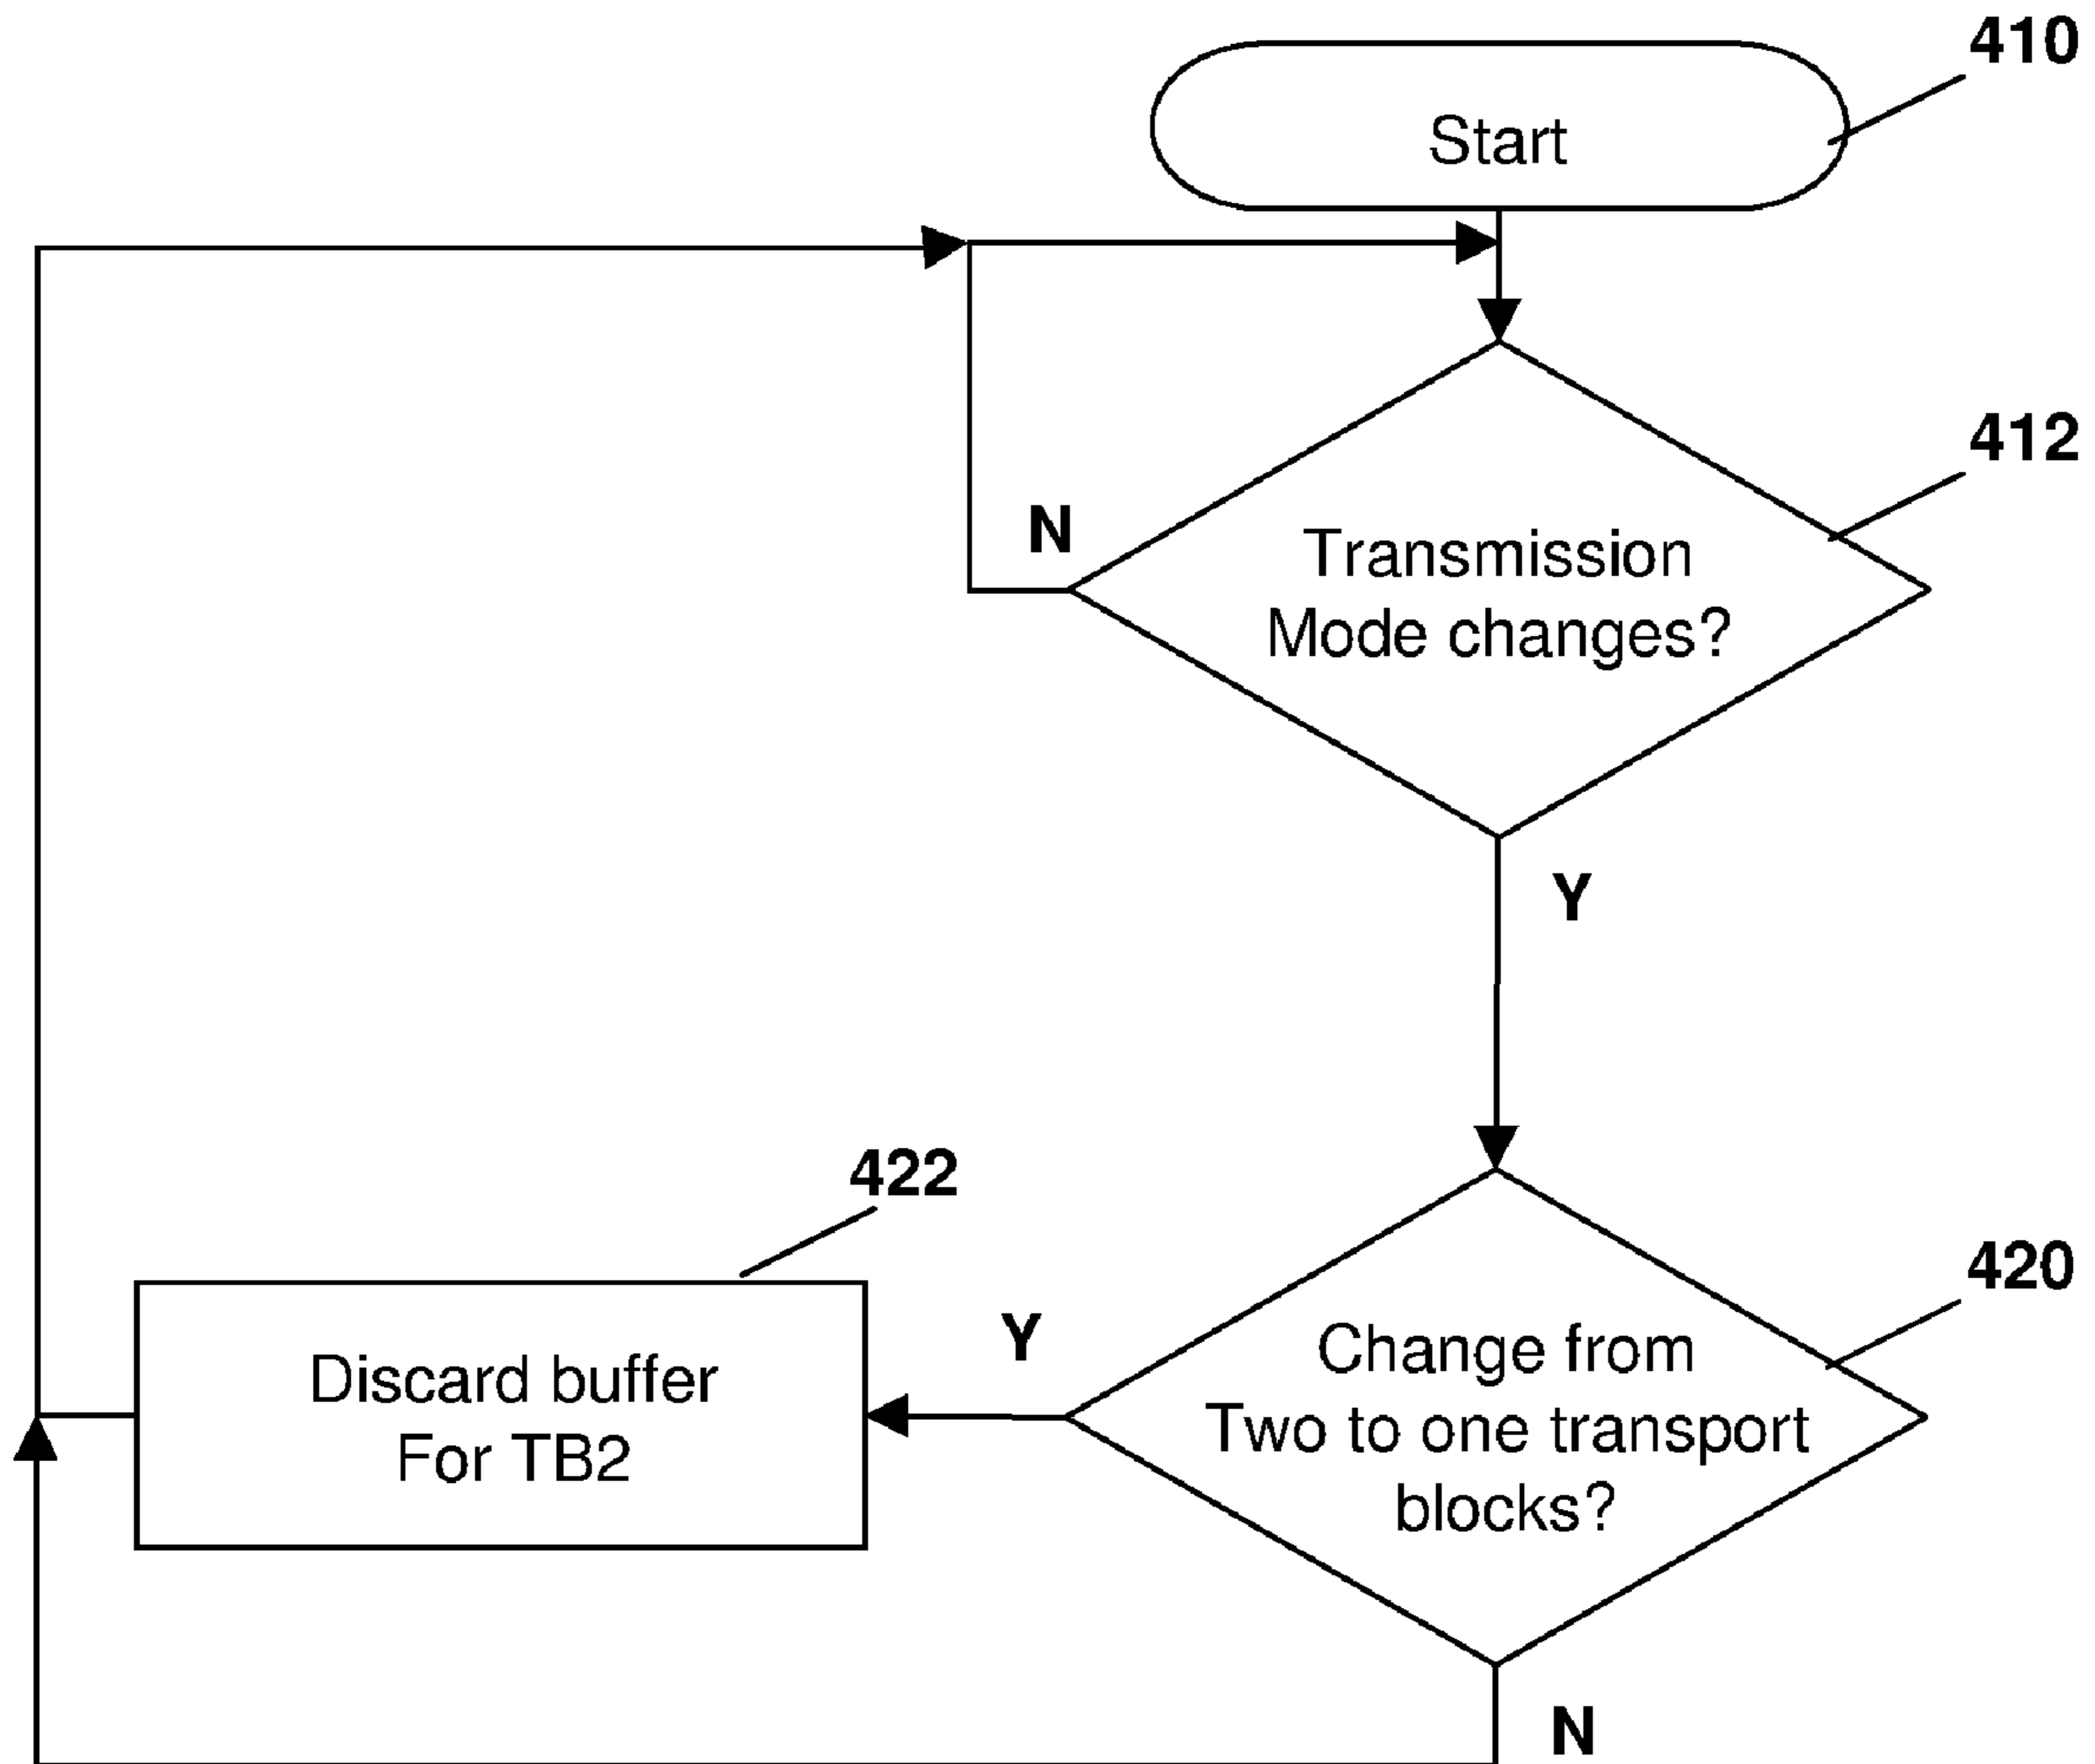 410
Start
412
N
Transmission
Mode changes?
Y
422
420
Y
Change from
Two to one transport
blocks?
Discard buffer
For TB2
N